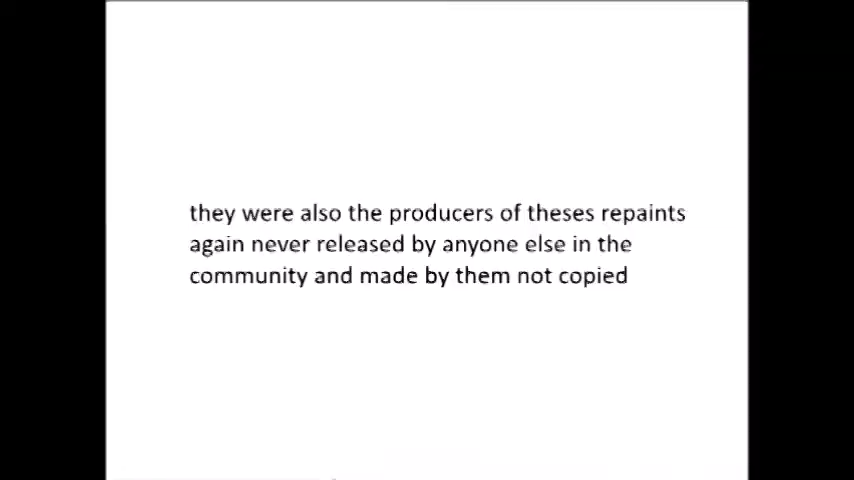 they were also the producers of theses repaints
again never released by anyone else in the
community and made by them not copied